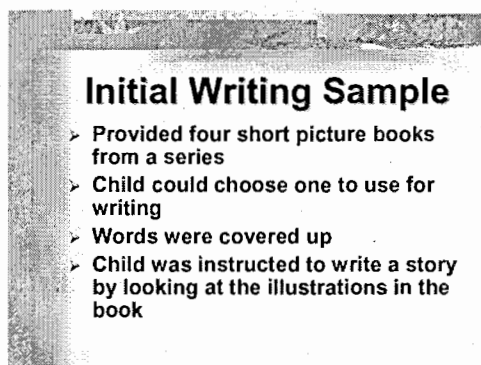 Initial Writing Sample
➢ Provided four short picture books
from a series
➢ Child could choose one to use for
writing
➢ Words were covered up
➢ Child was instructed to write a story
by looking at the illustrations in the
book